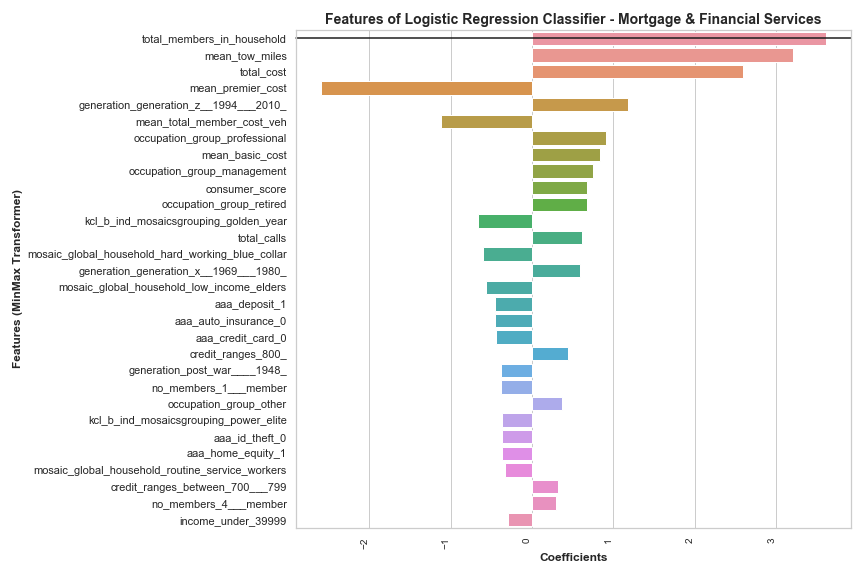 Features of Logistic Regression Classifier - Mortgage & Financial Services
Features (MinMax Transformer)
total_members_in_household
mean_tow_miles
total_cost
mean_premier_cost
generation_generation_z__1994___2010_
mean_total_member_cost_veh
occupation_group_professional
mean_basic_cost
occupation_group_management
consumer_score
occupation_group_retired
kcl_b_ind_mosaicsgrouping_golden_year
total_calls
mosaic_global_household_hard_working_blue_collar
generation_generation_x__1969___1980_
mosaic_global_household_low_income_elders
aaa_deposit_1
aaa_auto_insurance_0
aaa_credit_card_0
credit_ranges_800_
generation_post_war____1948_
no_members_1___member
occupation_group_other
kcl_b_ind_mosaicsgrouping_power_elite
aaa_id_theft_0
aaa_home_equity_1
mosaic_global_household_routine_service_workers
credit_ranges_between_700___799
no_members_4___member
income_under_39999
−2 −1 0 1 2 3
Coefficients